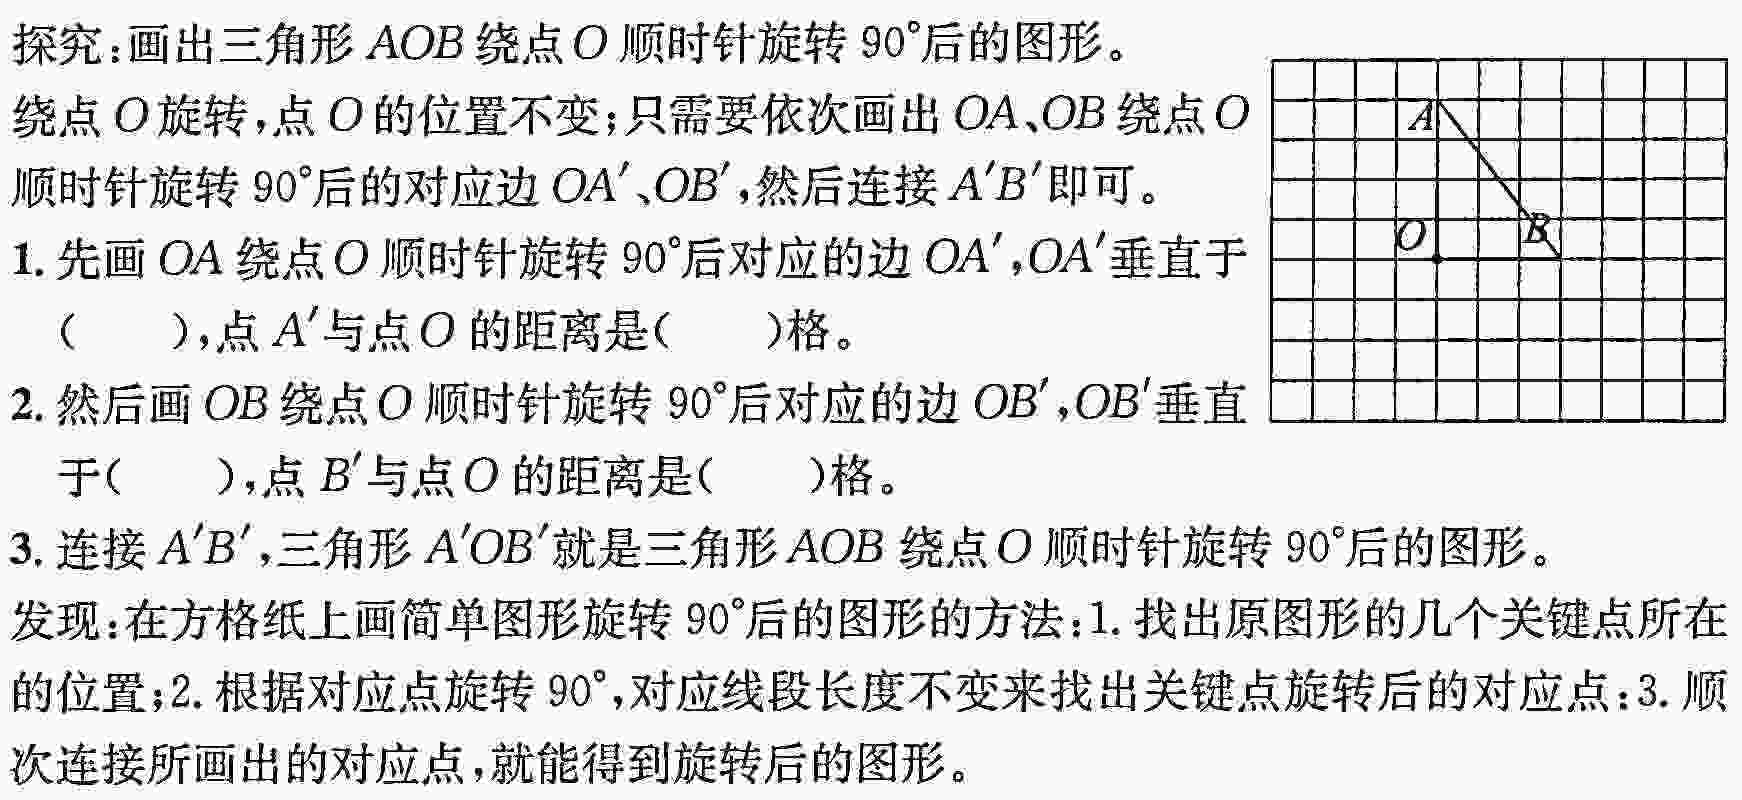 探究:画出三角形 AOB 绕点 O 顺时针旋转 90°后的图形。
绕点 O 旋转,点 O 的位置不变;只需要依次画出 OA、OB 绕点 O
顺时针旋转 90°后的对应边 OA′、OB′,然后连接 A′B′即可。
1. 先画 OA 绕点 O 顺时针旋转 90°后对应的边 OA′,OA′垂直于
(　　),点 A′与点 O 的距离是(　　)格。
2. 然后画 OB 绕点 O 顺时针旋转 90°后对应的边 OB′,OB′垂直
于(　　),点 B′与点 O 的距离是(　　)格。
3. 连接 A′B′,三角形 A′OB′就是三角形 AOB 绕点 O 顺时针旋转 90°后的图形。
发现:在方格纸上画简单图形旋转 90°后的图形的方法:1. 找出原图形的几个关键点所在
的位置;2. 根据对应点旋转 90°,对应线段长度不变来找出关键点旋转后的对应点:3. 顺
次连接所画出的对应点,就能得到旋转后的图形。
A
O
B